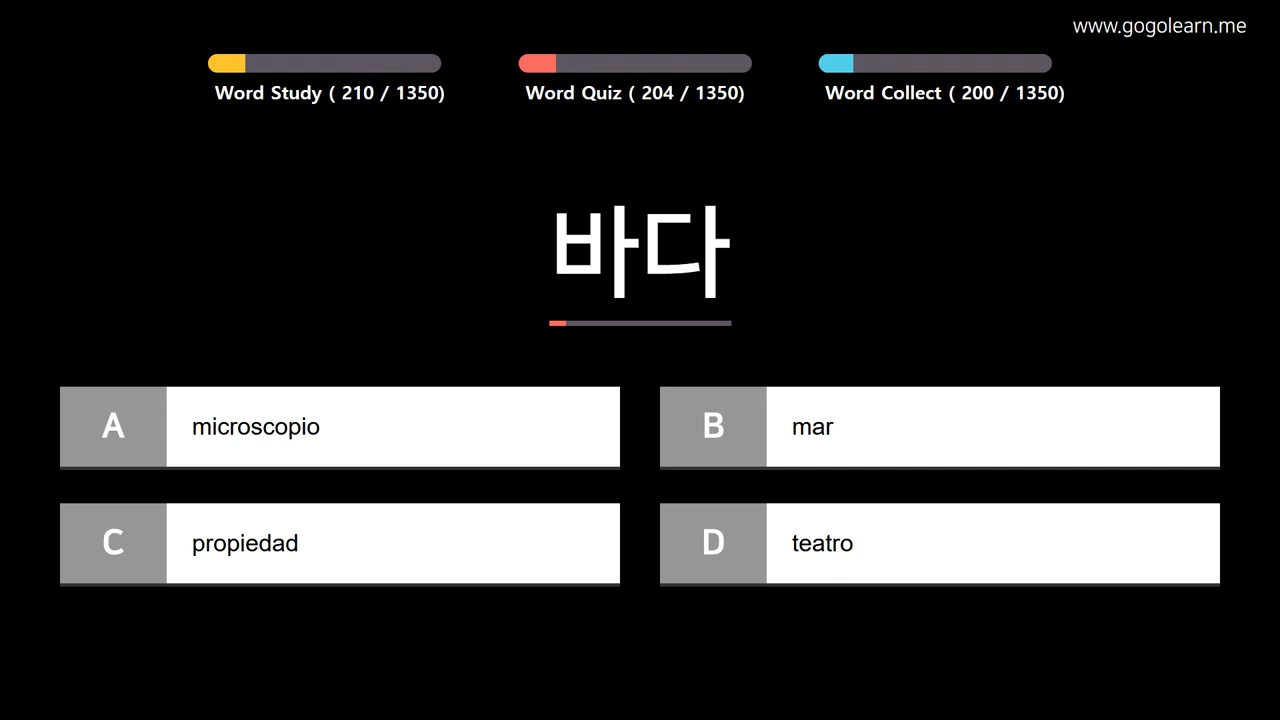 www.gogolearn.me
Word Study ( 210 / 1350)
Word Quiz ( 204 / 1350)
Word Collect ( 200 / 1350)
바다
A microscopio
B mar
C propiedad
D teatro